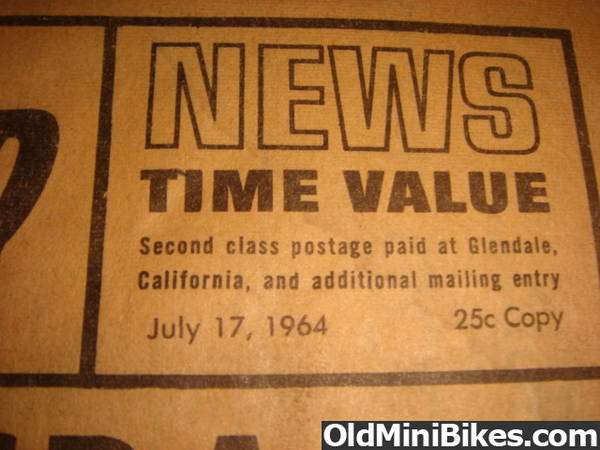 NEWS
TIME VALUE
Second class postage paid at Glendale,
California, and additional mailing entry
July 17, 1964 25c Copy
OldMiniBikes.com